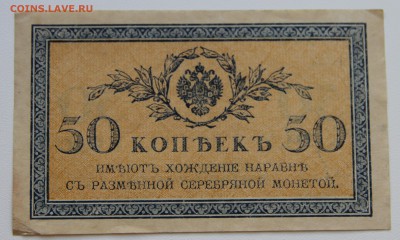 COINS.LAVE.RU
50 КОПѢЕКЪ 50
ИМѢЮТЪ ХОЖДЕНІЕ НАРАВНѢ
СЪ РАЗМѢННОЙ СЕРЕБРЯНОЙ МОНЕТОЙ.